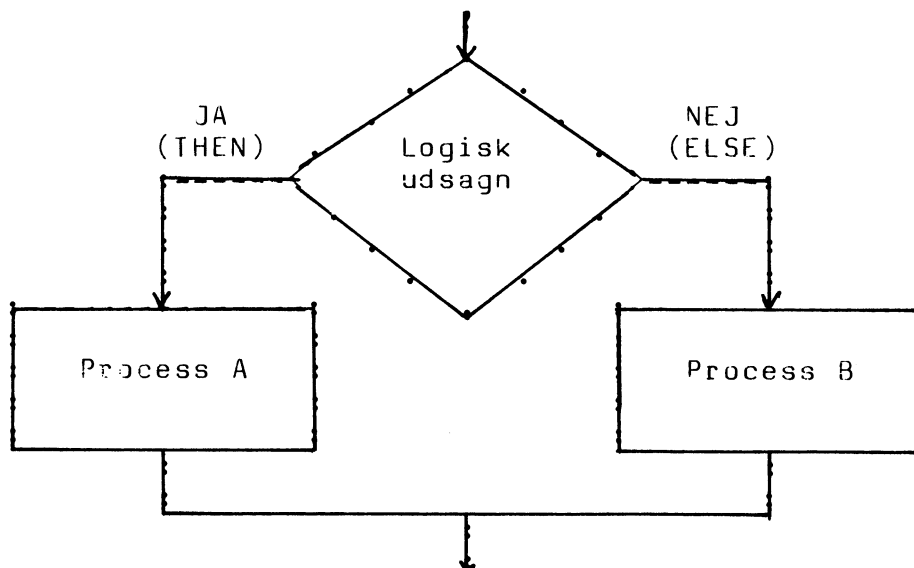 JA
(THEN)
Logisk
udsagn
NEJ
(ELSE)
Process A
Process B